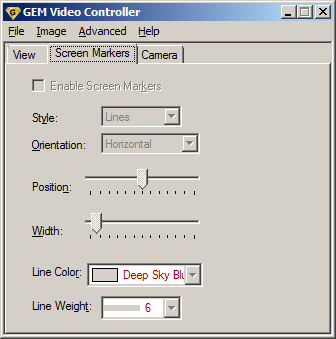 GEM Video Controller
File Image Advanced Help
View Screen Markers Camera
Enable Screen Markers
Style: Lines
Orientation: Horizontal
Position:
Width:
Line Color: Deep Sky Blu
Line Weight: 6